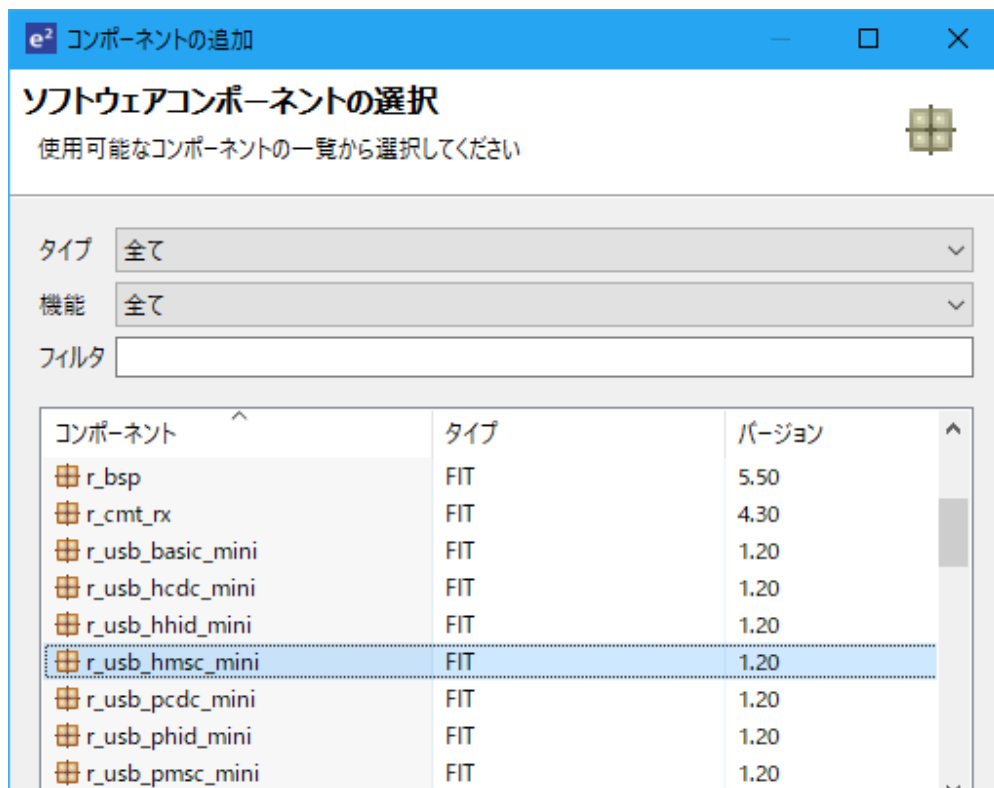 e² コンポーネントの追加
ソフトウェアコンポーネントの選択
使用可能なコンポーネントの一覧から選択してください
タイプ 全て
機能 全て
フィルタ
コンポーネント タイプ バージョン
r_bsp FIT 5.50
r_cmt_rx FIT 4.30
r_usb_basic_mini FIT 1.20
r_usb_hcdc_mini FIT 1.20
r_usb_hhid_mini FIT 1.20
r_usb_hmsc_mini FIT 1.20
r_usb_pcdc_mini FIT 1.20
r_usb_phid_mini FIT 1.20
r_usb_pmsc_mini FIT 1.20